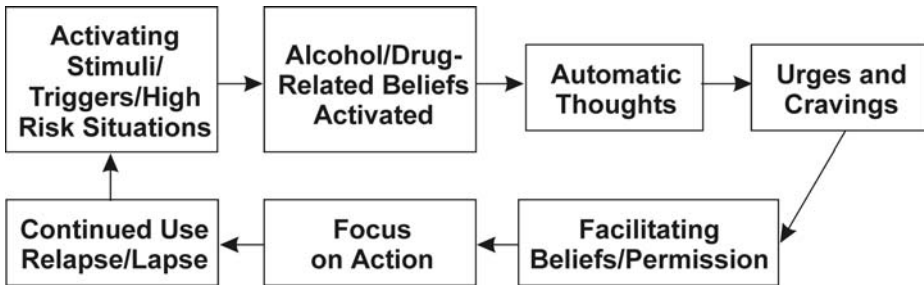 Activating
Stimuli/
Triggers/High
Risk Situations
Alcohol/Drug-
Related Beliefs
Activated
Automatic
Thoughts
Urges and
Cravings
Continued Use
Relapse/Lapse
Focus
on Action
Facilitating
Beliefs/Permission